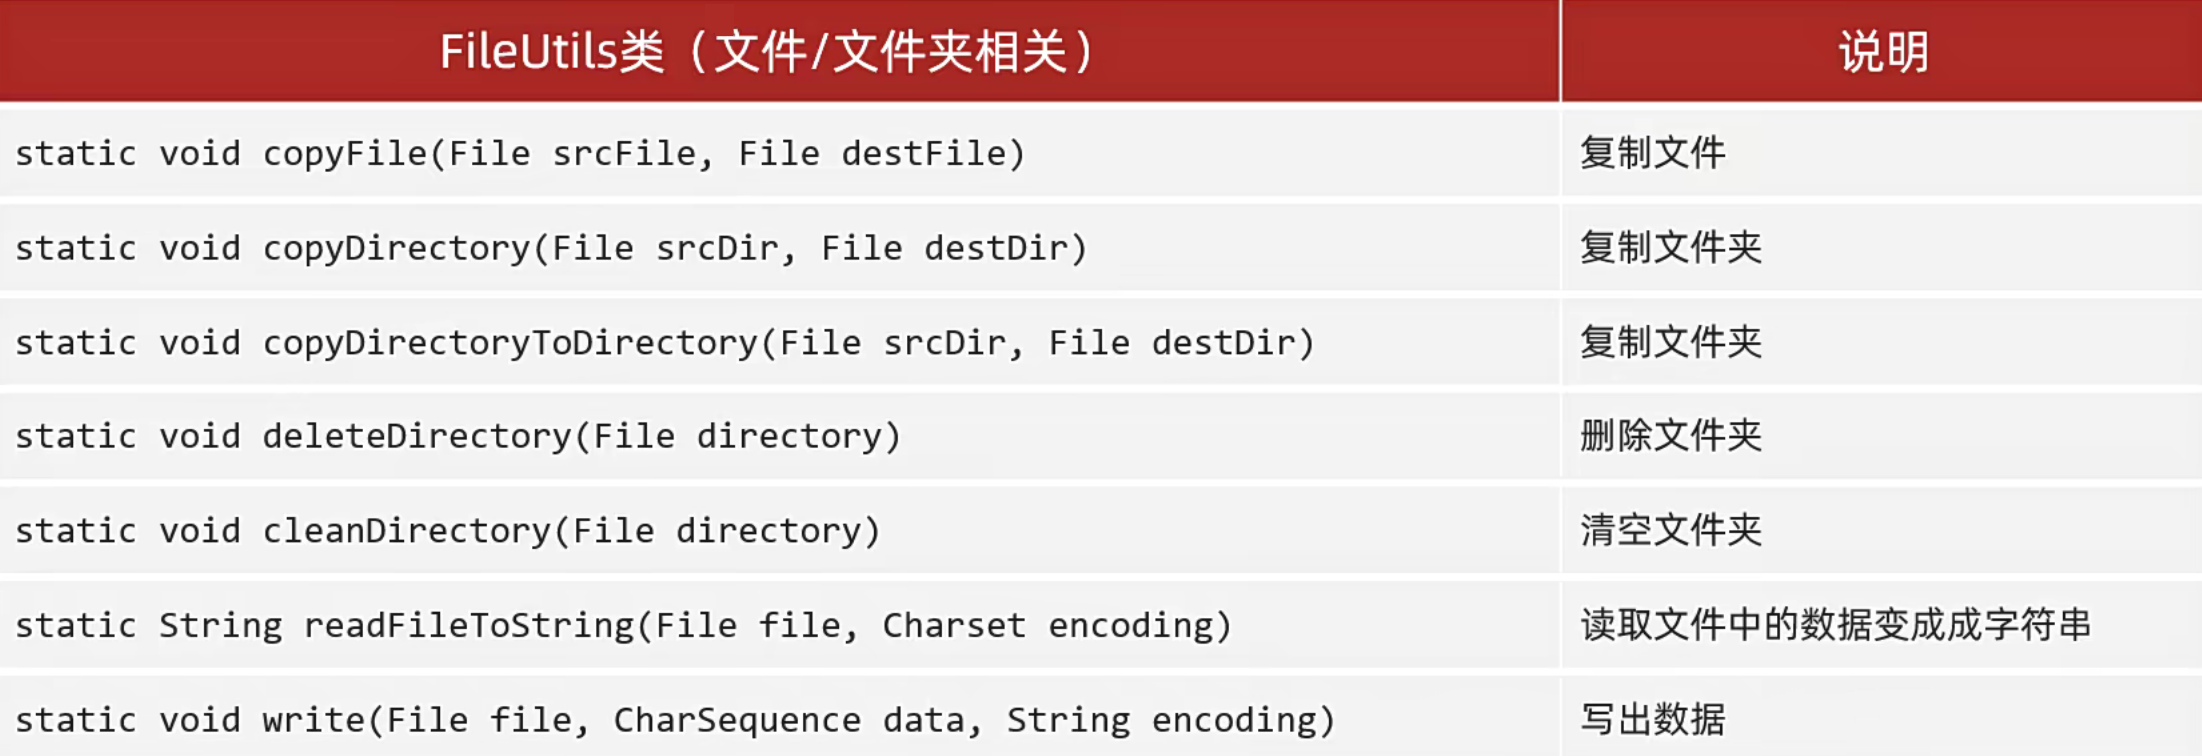 FileUtils类（文件/文件夹相关） 说明
static void copyFile(File srcFile, File destFile) 复制文件
static void copyDirectory(File srcDir, File destDir) 复制文件夹
static void copyDirectoryToDirectory(File srcDir, File destDir) 复制文件夹
static void deleteDirectory(File directory) 删除文件夹
static void cleanDirectory(File directory) 清空文件夹
static String readFileToString(File file, Charset encoding) 读取文件中的数据变成成字符串
static void write(File file, CharSequence data, String encoding) 写出数据